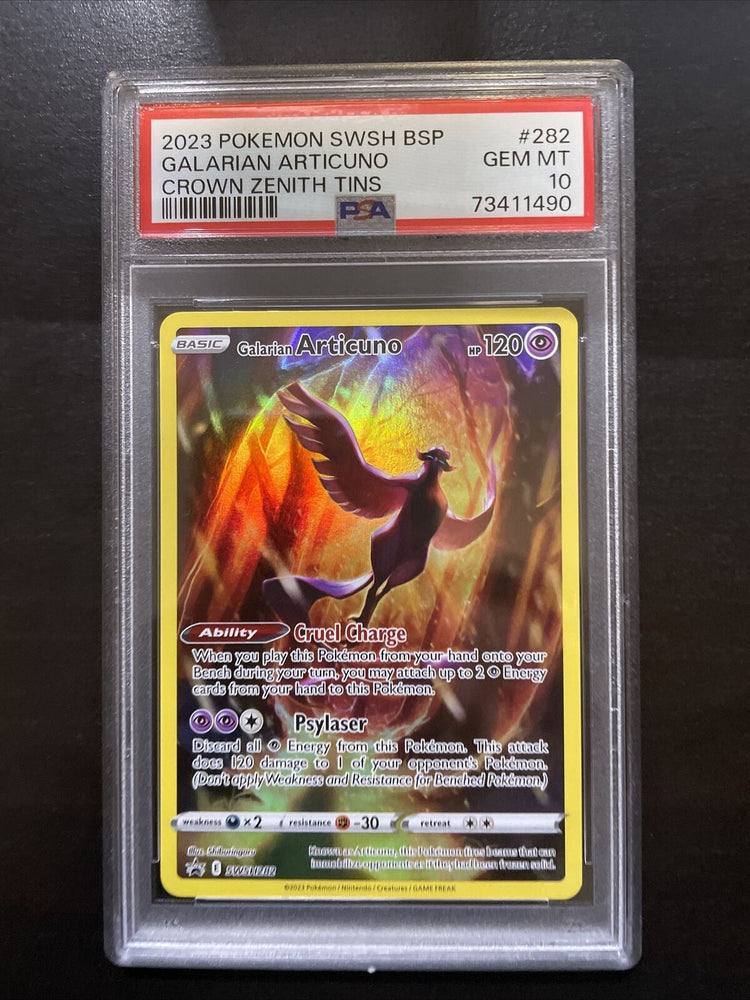 2023 POKEMON SWSH BSP #282
GALARIAN ARTICUNO GEM MT
CROWN ZENITH TINS 10
PSA 73411490
BASIC Galarian Articuno HP 120
Ability Cruel Charge
When you play this Pokémon from your hand onto your
Bench during your turn, you may attach up to 2 Energy
cards from your hand to this Pokémon.
Psylaser
Discard all Energy from this Pokémon. This attack
does 120 damage to 1 of your opponent's Pokémon.
(Don't apply Weakness and Resistance for Benched Pokémon.)
weakness ×2 resistance -30 retreat
Illus. Shibuzoh. Known as Articuno, this Pokémon fires beams that
SWSH282 can immobilize opponents as if they had been frozen solid.
©2023 Pokémon / Nintendo / Creatures / GAME FREAK